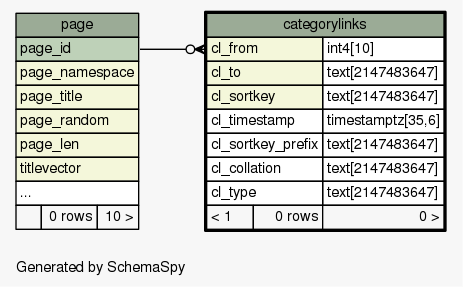 page
page_id
page_namespace
page_title
page_random
page_len
titlevector
...
0 rows 10 >
categorylinks
cl_from int4[10]
cl_to text[2147483647]
cl_sortkey text[2147483647]
cl_timestamp timestamptz[35,6]
cl_sortkey_prefix text[2147483647]
cl_collation text[2147483647]
cl_type text[2147483647]
< 1 0 rows 0 >
Generated by SchemaSpy